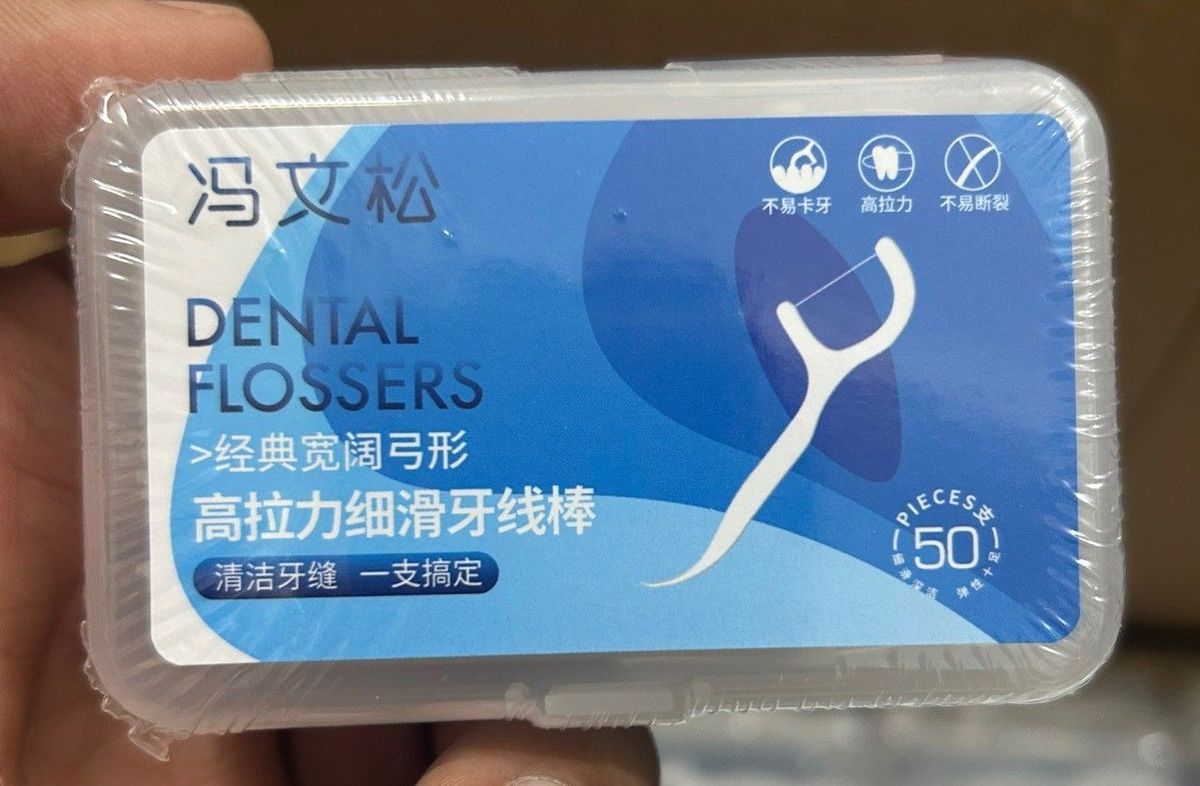 冯文松
不易卡牙
高拉力
不易断裂
DENTAL
FLOSSERS
>经典宽阔弓形
高拉力细滑牙线棒
清洁牙缝 一支搞定
PIECES支
50